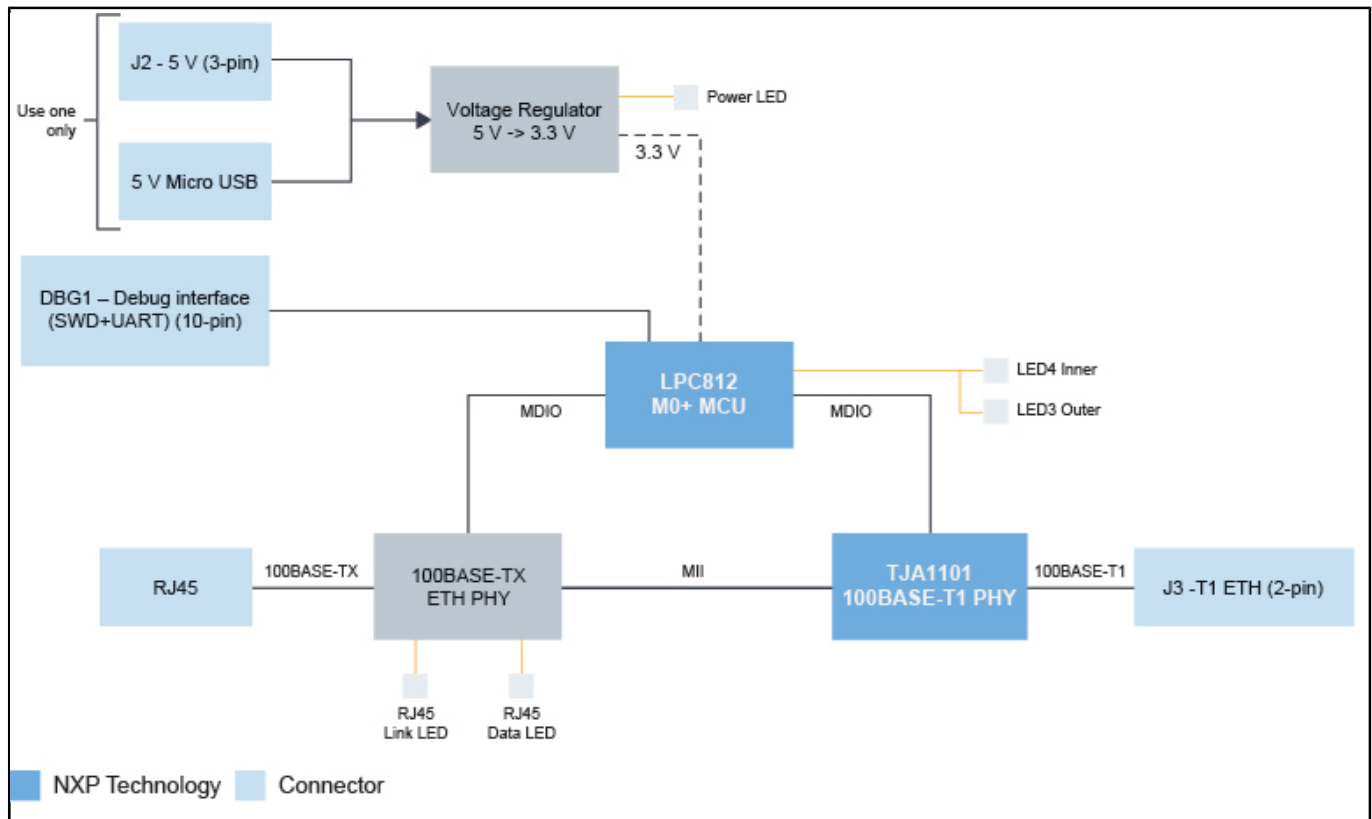 J2 - 5 V (3-pin)
Use one
only
5 V Micro USB
Voltage Regulator
5 V -> 3.3 V
Power LED
3.3 V
DBG1 – Debug interface
(SWD+UART) (10-pin)
LPC812
M0+ MCU
LED4 Inner
LED3 Outer
MDIO
MDIO
RJ45
100BASE-TX
100BASE-TX
ETH PHY
MII
TJA1101
100BASE-T1 PHY
100BASE-T1
J3 -T1 ETH (2-pin)
RJ45
Link LED
RJ45
Data LED
NXP Technology
Connector